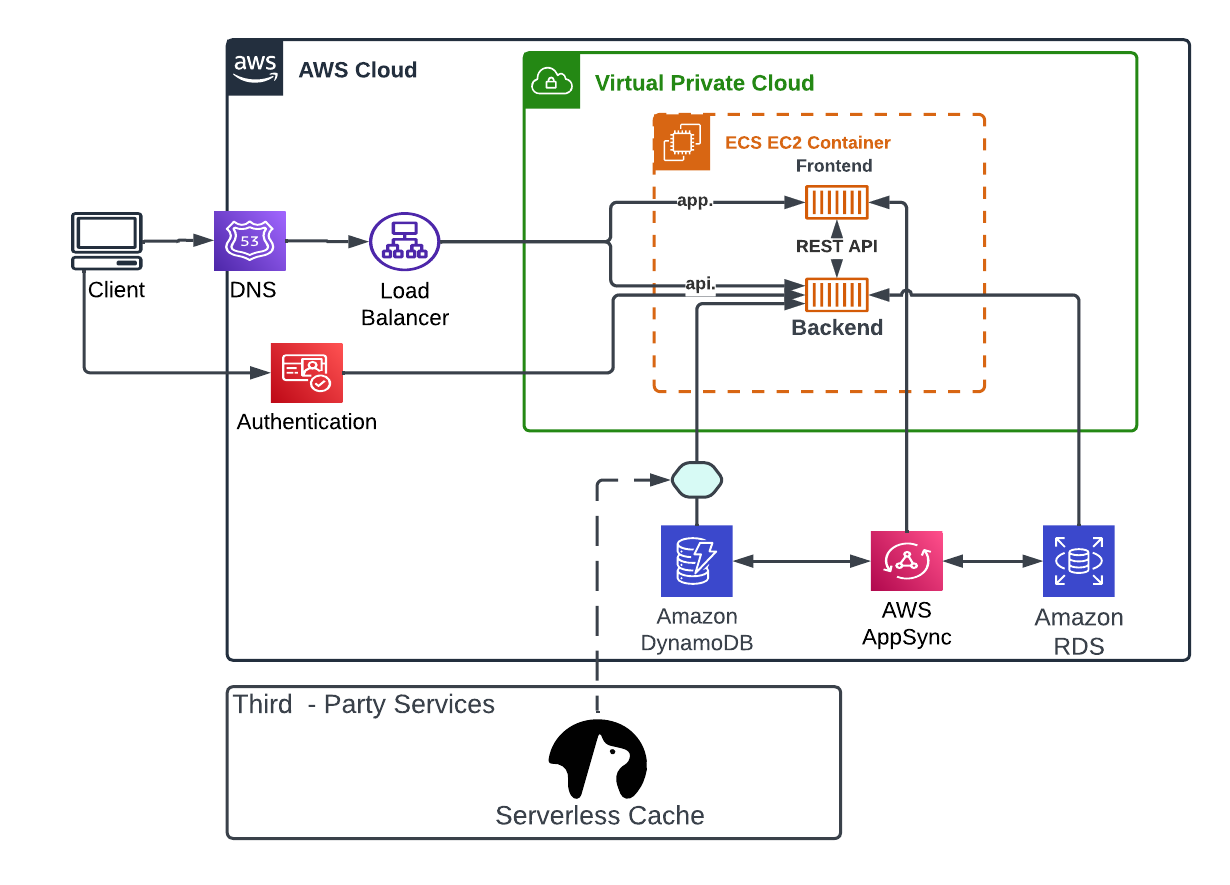 aws
AWS Cloud
Virtual Private Cloud
ECS EC2 Container
Frontend
app.
REST API
api.
Backend
Client
53
DNS
Load
Balancer
Authentication
Amazon
DynamoDB
AWS
AppSync
Amazon
RDS
Third - Party Services
Serverless Cache